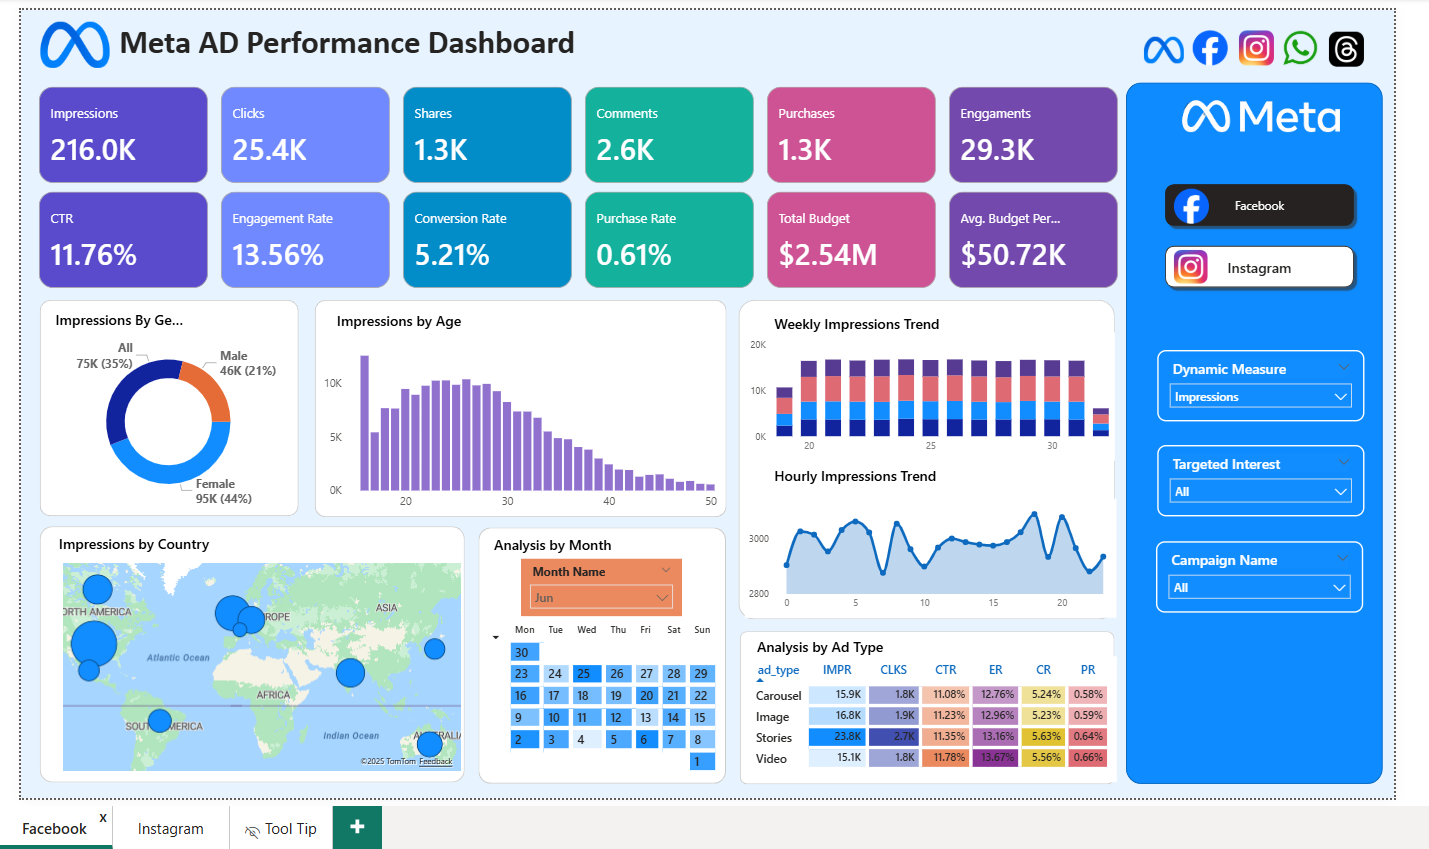 Meta AD Performance Dashboard
Impressions
216.0K
Clicks
25.4K
Shares
1.3K
Comments
2.6K
Purchases
1.3K
Enggaments
29.3K
CTR
11.76%
Engagement Rate
13.56%
Conversion Rate
5.21%
Purchase Rate
0.61%
Total Budget
$2.54M
Avg. Budget Per...
$50.72K
Meta
Facebook
Instagram
Dynamic Measure
Impressions
Targeted Interest
All
Campaign Name
All
Impressions By Ge...
All
75K (35%)
Male
46K (21%)
Female
95K (44%)
Impressions by Age
10K
5K
0K
20 30 40 50
Weekly Impressions Trend
20K
10K
0K
20 25 30
Hourly Impressions Trend
3000
2800
0 5 10 15 20
Impressions by Country
ORTH AMERICA
ROPE
ASIA
Atlantic Ocean
AFRICA
SOUT MERICA
Indian Ocean
AUSTRALIA
©2025 TomTom Feedback
Analysis by Month
Month Name
Jun
Mon Tue Wed Thu Fri Sat Sun
30
23 24 25 26 27 28 29
16 17 18 19 20 21 22
9 10 11 12 13 14 15
2 3 4 5 6 7 8
1
Analysis by Ad Type
ad_type IMPR CLKS CTR ER CR PR
Carousel 15.9K 1.8K 11.08% 12.76% 5.24% 0.58%
Image 16.8K 1.9K 11.23% 12.96% 5.23% 0.59%
Stories 23.8K 2.7K 11.35% 13.16% 5.63% 0.64%
Video 15.1K 1.8K 11.78% 13.67% 5.56% 0.66%
Facebook x
Instagram
Tool Tip
+